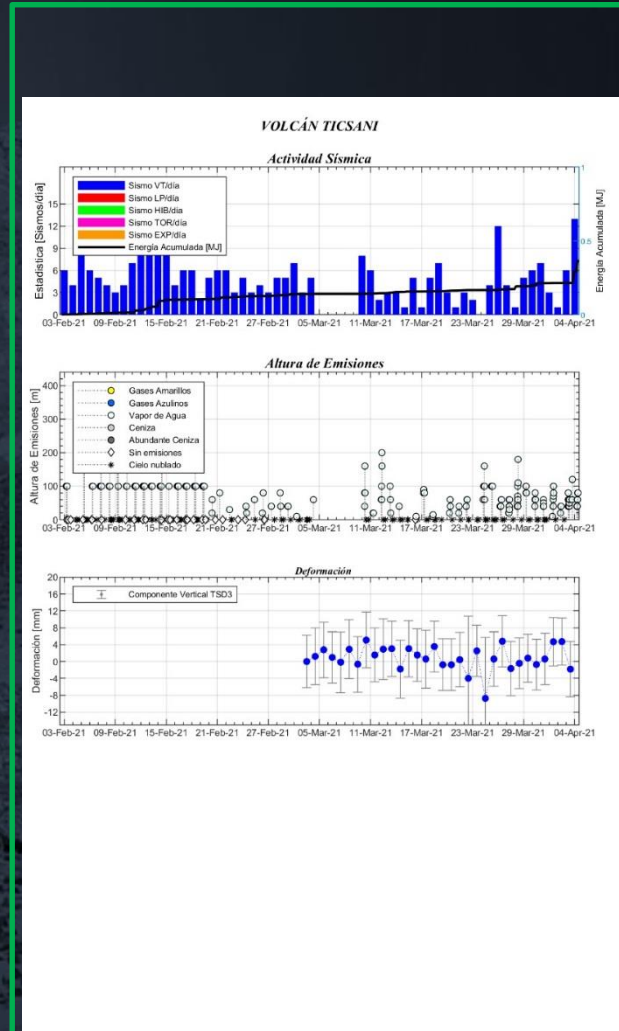 VOLCÁN TICSANI
Actividad Sísmica
Estadística [Sismos/día]
15
12
9
6
3
0
Sismo VT/día
Sismo LP/día
Sismo HIB/día
Sismo TOR/día
Sismo EXP/día
Energía Acumulada [MJ]
1
0.5
0
Energía Acumulada [MJ]
03-Feb-21 09-Feb-21 15-Feb-21 21-Feb-21 27-Feb-21 05-Mar-21 11-Mar-21 17-Mar-21 23-Mar-21 29-Mar-21 04-Apr-21
Altura de Emisiones
Altura de Emisiones [m]
400
300
200
100
0
Gases Amarillos
Gases Azulinos
Vapor de Agua
Ceniza
Abundante Ceniza
Sin emisiones
Cielo nublado
03-Feb-21 09-Feb-21 15-Feb-21 21-Feb-21 27-Feb-21 05-Mar-21 11-Mar-21 17-Mar-21 23-Mar-21 29-Mar-21 04-Apr-21
Deformación
Deformación [mm]
20
16
12
8
4
0
-4
-8
-12
Componente Vertical TSD3
03-Feb-21 09-Feb-21 15-Feb-21 21-Feb-21 27-Feb-21 05-Mar-21 11-Mar-21 17-Mar-21 23-Mar-21 29-Mar-21 04-Apr-21